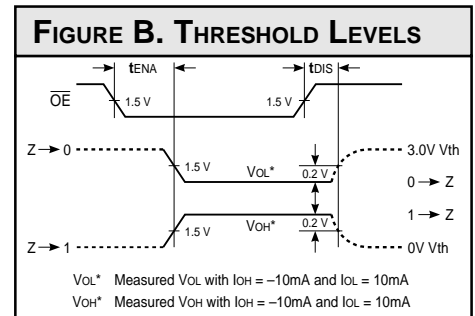 FIGURE B. THRESHOLD LEVELS
tENA tDIS
OE 1.5 V 1.5 V
Z → 0 1.5 V VOL* 0.2 V 3.0V Vth
0 → Z
1 → Z
Z → 1 1.5 V VOH* 0.2 V 0V Vth
VOL* Measured VOL with IOH = –10mA and IOL = 10mA
VOH* Measured VOH with IOH = –10mA and IOL = 10mA